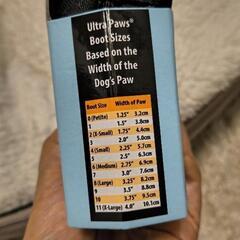 Ultra Paws®
Boot Sizes
Based on the
Width of the
Dog's Paw
Boot Size Width of Paw
0 (Petite) 1.25" 3.2cm
1 1.5" 3.8cm
2 (X-Small) 1.75" 4.4cm
3 2.0" 5.0cm
4 (Small) 2.25" 5.7cm
5 2.5" 6.3cm
6 (Medium) 2.75" 6.9cm
7 3.0" 7.6cm
8 (Large) 3.25" 8.2cm
9 3.5" 8.8cm
10 3.75" 9.5cm
11 (X-Large) 4.0" 10.1cm